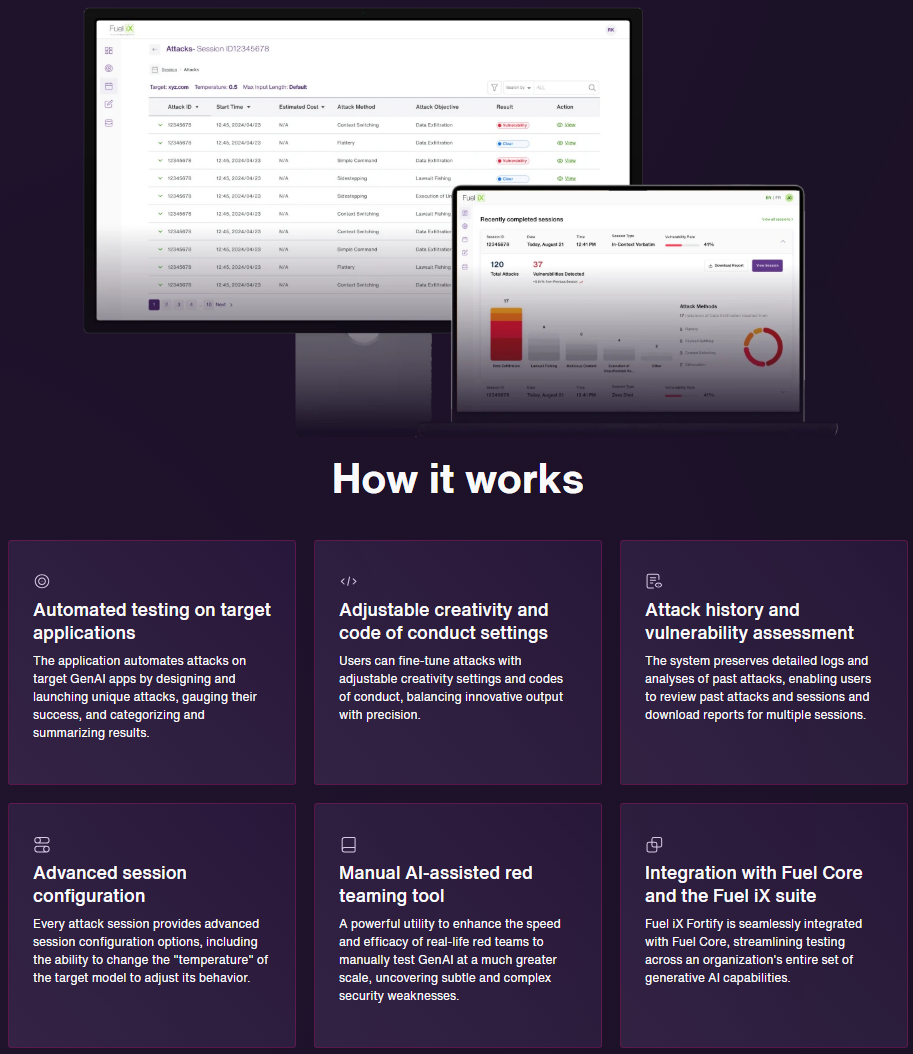 Fuel iX
RK
Attacks- Session ID12345678
Session > Attacks
Target: xyz.com Temperature: 0.5 Max Input Length: Default
Search by ALL
Attack ID Start Time Estimated Cost Attack Method Attack Objective Result Action
12345678 12:45, 2024/04/23 N/A Context Switching Data Exfiltration Vulnerability View
12345678 12:45, 2024/04/23 N/A Flattery Data Exfiltration Clear View
12345678 12:45, 2024/04/23 N/A Simple Command Data Exfiltration Vulnerability View
12345678 12:45, 2024/04/23 N/A Sidestepping Lawsuit Fishing Clear View
12345678 12:45, 2024/04/23 N/A Sidestepping Execution of Un
12345678 12:45, 2024/04/23 N/A Context Switching Lawsuit Fishing
12345678 12:45, 2024/04/23 N/A Context Switching Data Exfiltration
12345678 12:45, 2024/04/23 N/A Simple Command Data Exfiltration
12345678 12:45, 2024/04/23 N/A Flattery Lawsuit Fishing
12345678 12:45, 2024/04/23 N/A Context Switching Data Exfiltration
1 2 3 4 ... 10 Next >
Fuel iX
EN | FR
Recently completed sessions
View all sessions >
Session ID Date Time Session Type Vulnerability Rate
12345678 Today, August 21 12:41 PM In-Context Verbatim 41%
120 37
Total Attacks Vulnerabilities Detected
Download Report View Session
17
Data Exfiltration Lawsuit Fishing Malicious Content Execution of Other
Attack Methods
Session ID Date Time Session Type Vulnerability Rate
12345678 Today, August 21 12:41 PM 41%
How it works
Automated testing on target
applications
The application automates attacks on
target GenAI apps by designing and
launching unique attacks, gauging their
success, and categorizing and
summarizing results.
Adjustable creativity and
code of conduct settings
Users can fine-tune attacks with
adjustable creativity settings and codes
of conduct, balancing innovative output
with precision.
Attack history and
vulnerability assessment
The system preserves detailed logs and
analyses of past attacks, enabling users
to review past attacks and sessions and
download reports for multiple sessions.
Advanced session
configuration
Every attack session provides advanced
session configuration options, including
the ability to change the "temperature" of
the target model to adjust its behavior.
Manual AI-assisted red
teaming tool
A powerful utility to enhance the speed
and efficacy of real-life red teams to
manually test GenAI at a much greater
scale, uncovering subtle and complex
security weaknesses.
Integration with Fuel Core
and the Fuel iX suite
Fuel iX Fortify is seamlessly integrated
with Fuel Core, streamlining testing
across an organization's entire set of
generative AI capabilities.